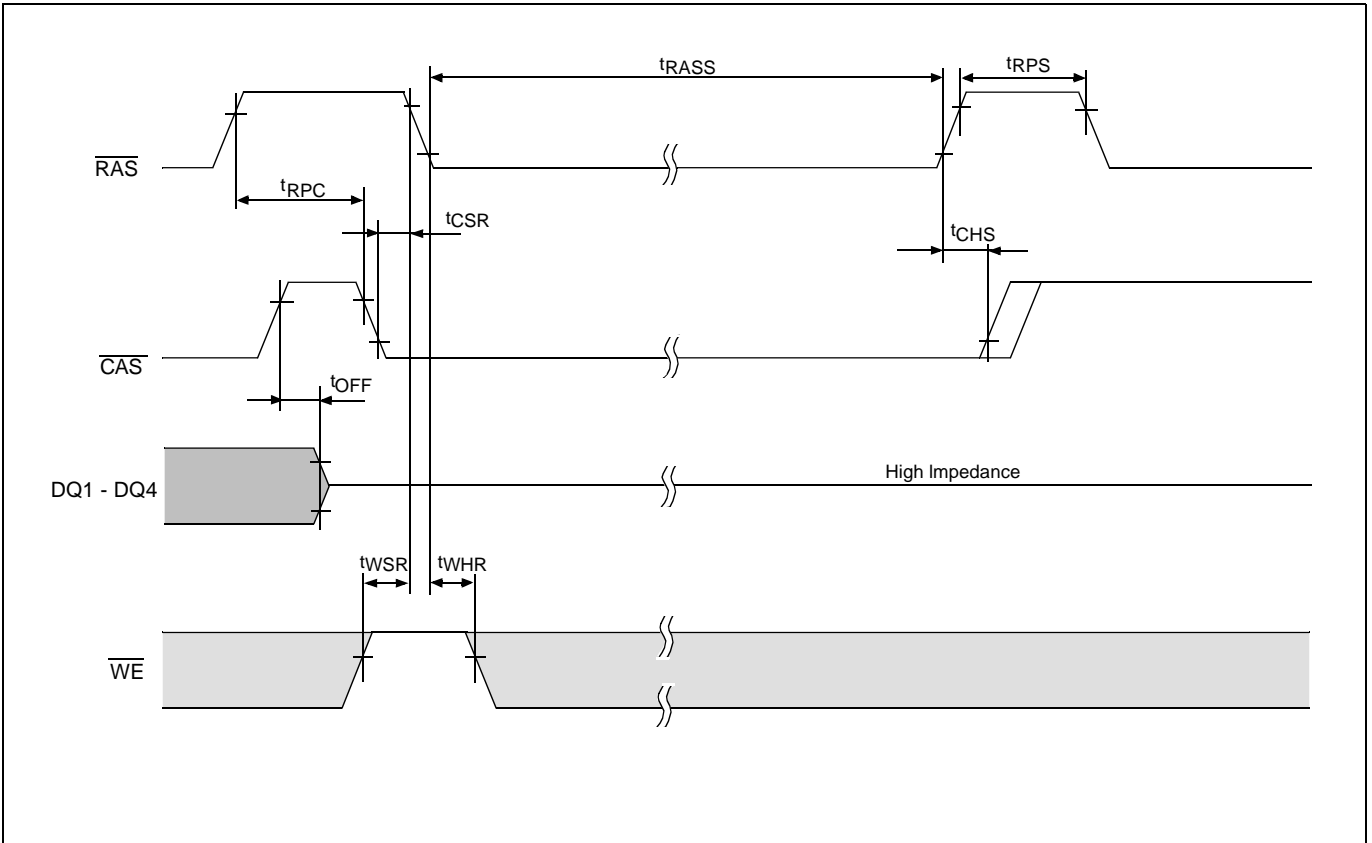 tRASS
tRPS
RAS
tRPC
tCSR
tCHS
CAS
tOFF
High Impedance
DQ1 - DQ4
tWSR
tWHR
WE